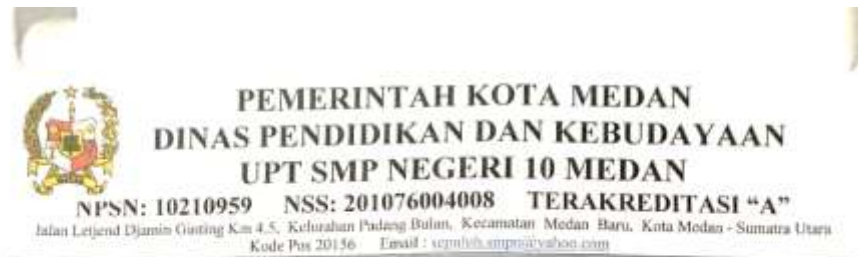 PEMERINTAH KOTA MEDAN
DINAS PENDIDIKAN DAN KEBUDAYAAN
UPT SMP NEGERI 10 MEDAN
NPSN: 10210959 NSS: 201076004008 TERAKREDITASI “A”
Jalan Letjend Djamin Ginting Km 4.5, Kelurahan Padang Bulan, Kecamatan Medan Baru, Kota Medan - Sumatra Utara
Kode Pos 20156 Email :